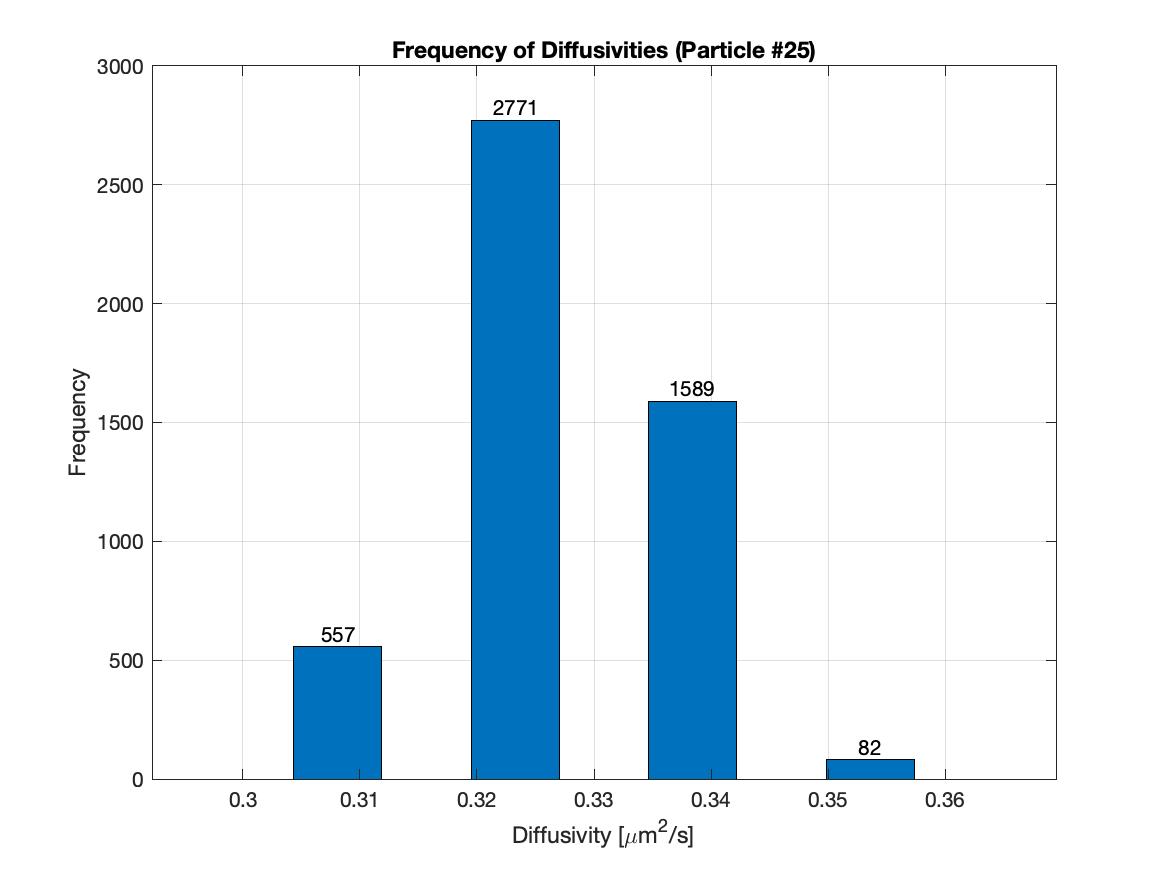 Frequency of Diffusivities (Particle #25)
3000
2771
2500
2000
1589
1500
1000
557
500
82
0
0.3 0.31 0.32 0.33 0.34 0.35 0.36
Frequency
Diffusivity [μm²/s]